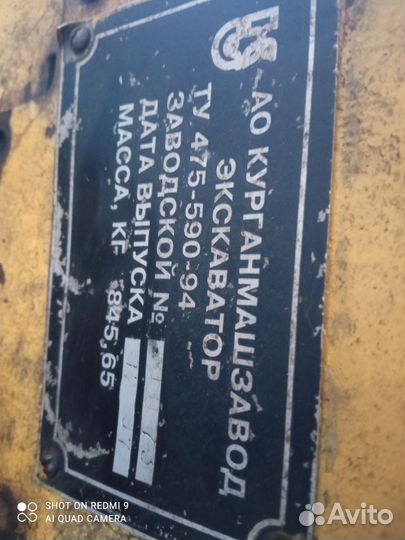 АО КУРГАНМАШЗАВОД
ЭКСКАВАТОР
ТУ 475-590-94
ЗАВОДСКОЙ №
ДАТА ВЫПУСКА
МАССА, КГ 845,65
SHOT ON REDMI 9
AI QUAD CAMERA
Avito